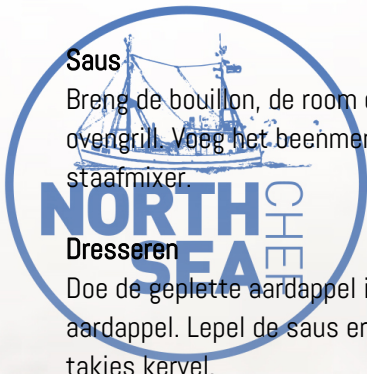 Saus
Breng de bouillon, de room
ovengrill. Voeg het beenmer
staafmixer.
NORTH
SEA
CHEF
Dresseren
Doe de geplette aardappel i
aardappel. Lepel de saus er
takjes kervel.